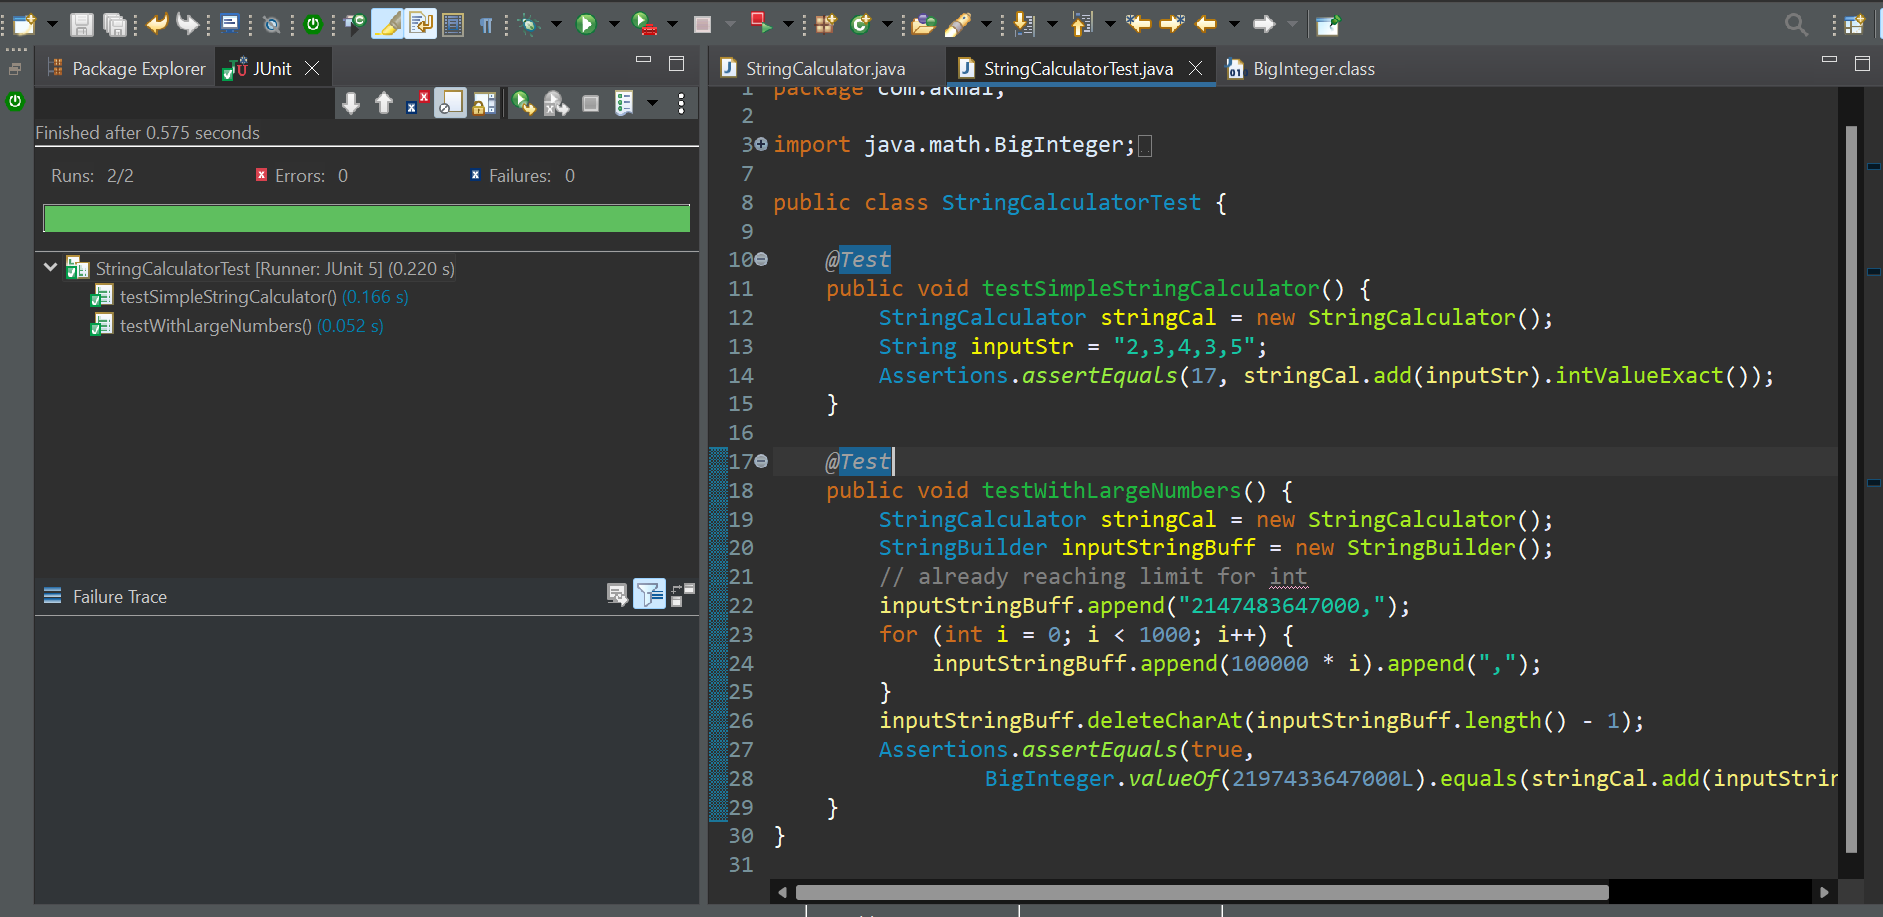 Package Explorer
JUnit
Finished after 0.575 seconds
Runs: 2/2
Errors: 0
Failures: 0
StringCalculatorTest [Runner: JUnit 5] (0.220 s)
testSimpleStringCalculator() (0.166 s)
testWithLargeNumbers() (0.052 s)
Failure Trace
StringCalculator.java
StringCalculatorTest.java
BigInteger.class
1 package com.akmal;
2
3 import java.math.BigInteger;
7
8 public class StringCalculatorTest {
9
10 @Test
11 public void testSimpleStringCalculator() {
12 StringCalculator stringCal = new StringCalculator();
13 String inputStr = "2,3,4,3,5";
14 Assertions.assertEquals(17, stringCal.add(inputStr).intValueExact());
15 }
16
17 @Test
18 public void testWithLargeNumbers() {
19 StringCalculator stringCal = new StringCalculator();
20 StringBuilder inputStringBuff = new StringBuilder();
21 // already reaching limit for int
22 inputStringBuff.append("2147483647000,");
23 for (int i = 0; i < 1000; i++) {
24 inputStringBuff.append(100000 * i).append(",");
25 }
26 inputStringBuff.deleteCharAt(inputStringBuff.length() - 1);
27 Assertions.assertEquals(true,
28 BigInteger.valueOf(2197433647000L).equals(stringCal.add(inputStrin
29 }
30 }
31